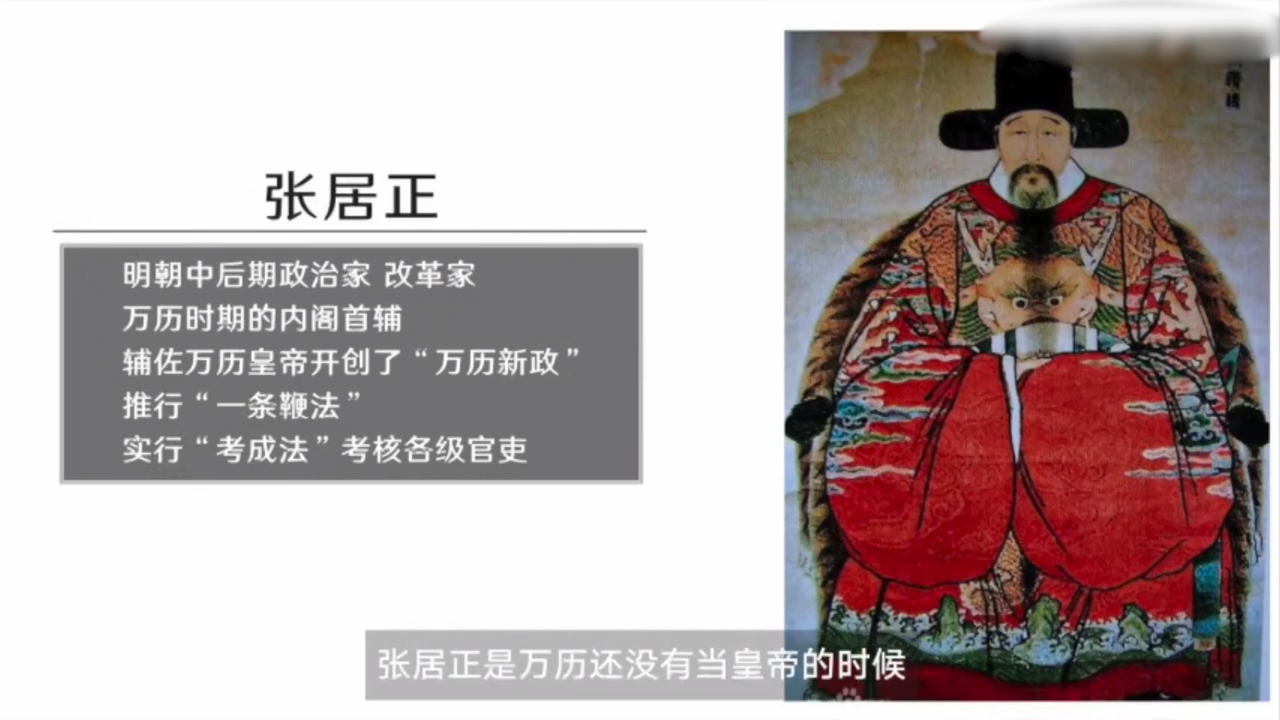 张居正
明朝中后期政治家 改革家
万历时期的内阁首辅
辅佐万历皇帝开创了“万历新政”
推行“一条鞭法”
实行“考成法”考核各级官吏
张居正是万历还没有当皇帝的时候